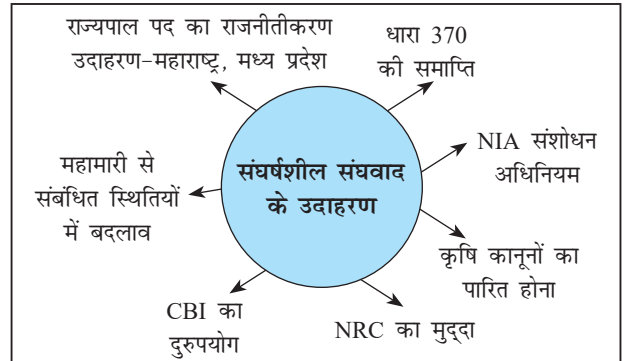 राज्यपाल पद का राजनीतीकरण
उदाहरण-महाराष्ट्र, मध्य प्रदेश
धारा 370
की समाप्ति
NIA संशोधन
अधिनियम
कृषि कानूनों का
पारित होना
NRC का मुद्दा
CBI का
दुरुपयोग
महामारी से
संबंधित स्थितियों
में बदलाव
संघर्षशील संघवाद
के उदाहरण